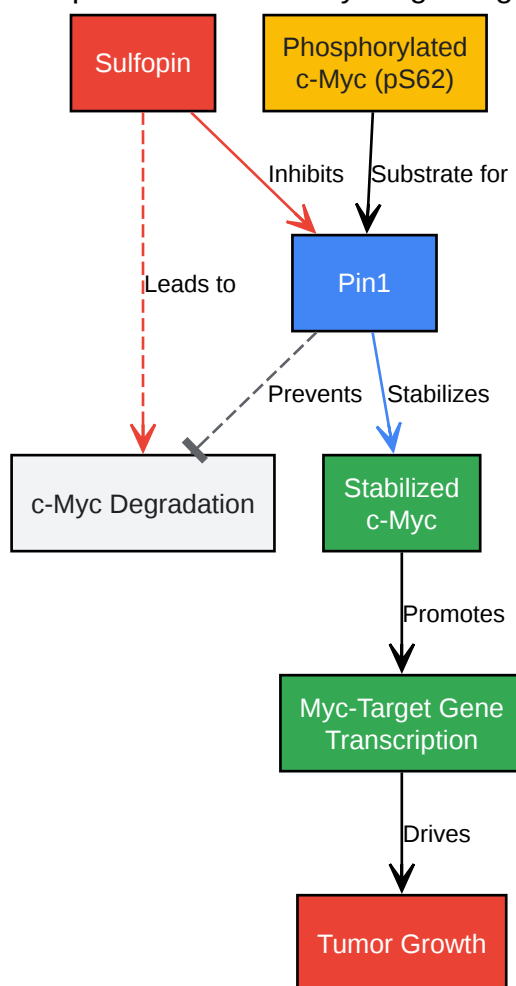 Sulfopin
Phosphorylated
c-Myc (pS62)
Inhibits
Substrate for
Pin1
Leads to
Prevents
Stabilizes
c-Myc Degradation
Stabilized
c-Myc
Promotes
Myc-Target Gene
Transcription
Drives
Tumor Growth